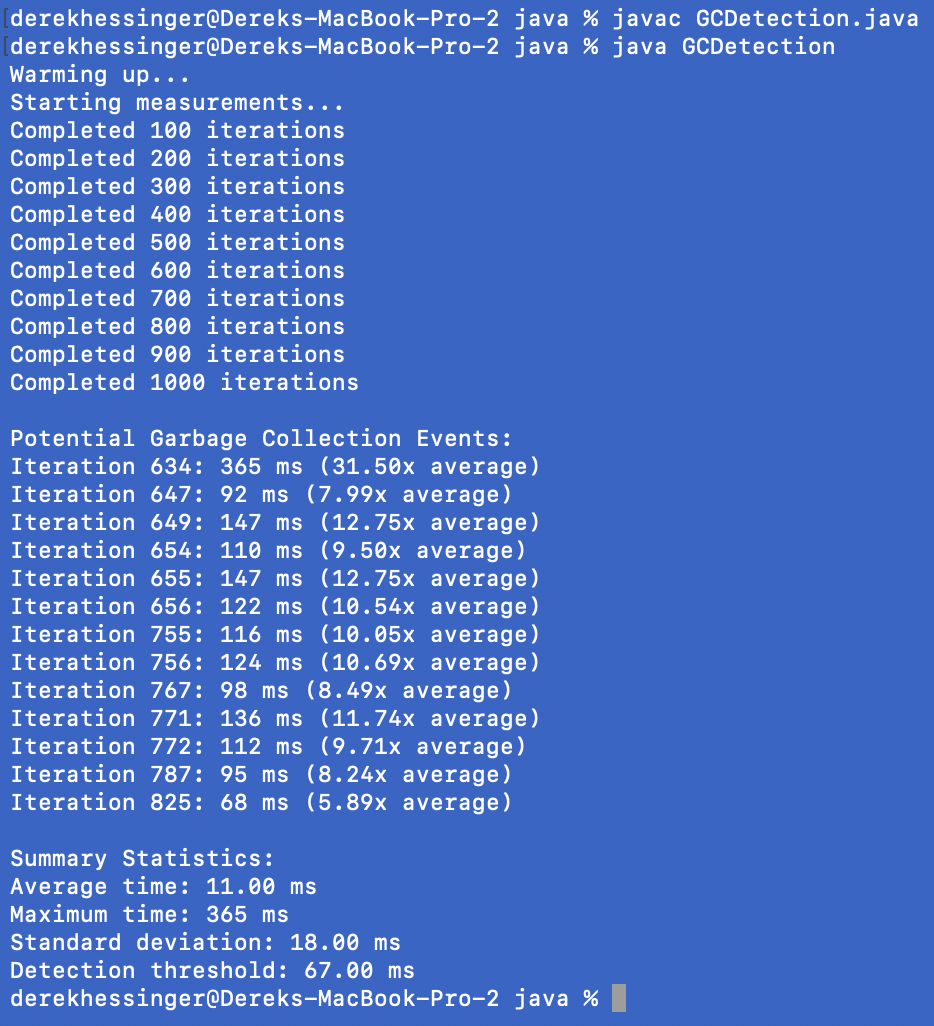 [derekhessinger@Dereks-MacBook-Pro-2 java % javac GCDetection.java
[derekhessinger@Dereks-MacBook-Pro-2 java % java GCDetection
Warming up...
Starting measurements...
Completed 100 iterations
Completed 200 iterations
Completed 300 iterations
Completed 400 iterations
Completed 500 iterations
Completed 600 iterations
Completed 700 iterations
Completed 800 iterations
Completed 900 iterations
Completed 1000 iterations

Potential Garbage Collection Events:
Iteration 634: 365 ms (31.50x average)
Iteration 647: 92 ms (7.99x average)
Iteration 649: 147 ms (12.75x average)
Iteration 654: 110 ms (9.50x average)
Iteration 655: 147 ms (12.75x average)
Iteration 656: 122 ms (10.54x average)
Iteration 755: 116 ms (10.05x average)
Iteration 756: 124 ms (10.69x average)
Iteration 767: 98 ms (8.49x average)
Iteration 771: 136 ms (11.74x average)
Iteration 772: 112 ms (9.71x average)
Iteration 787: 95 ms (8.24x average)
Iteration 825: 68 ms (5.89x average)

Summary Statistics:
Average time: 11.00 ms
Maximum time: 365 ms
Standard deviation: 18.00 ms
Detection threshold: 67.00 ms
derekhessinger@Dereks-MacBook-Pro-2 java %